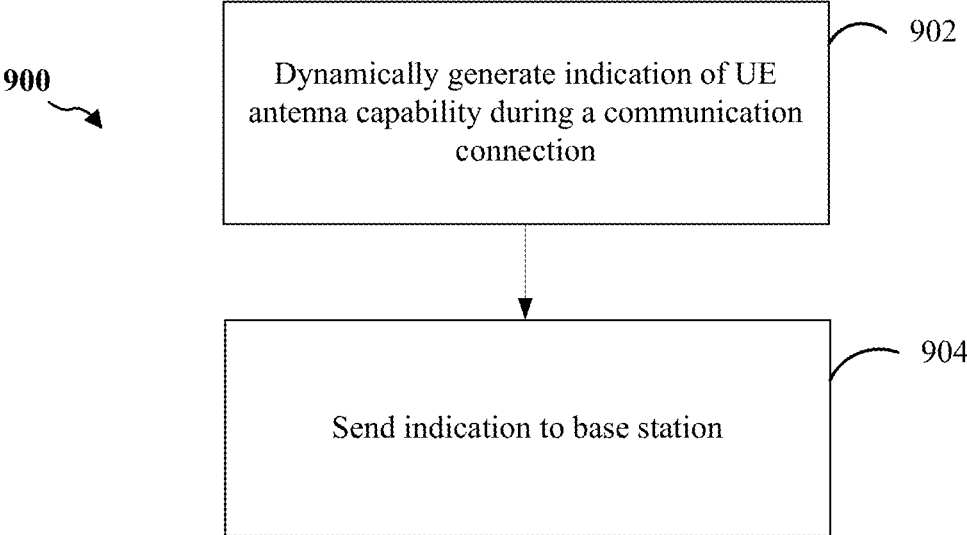 902
900
Dynamically generate indication of UE
antenna capability during a communication
connection
904
Send indication to base station